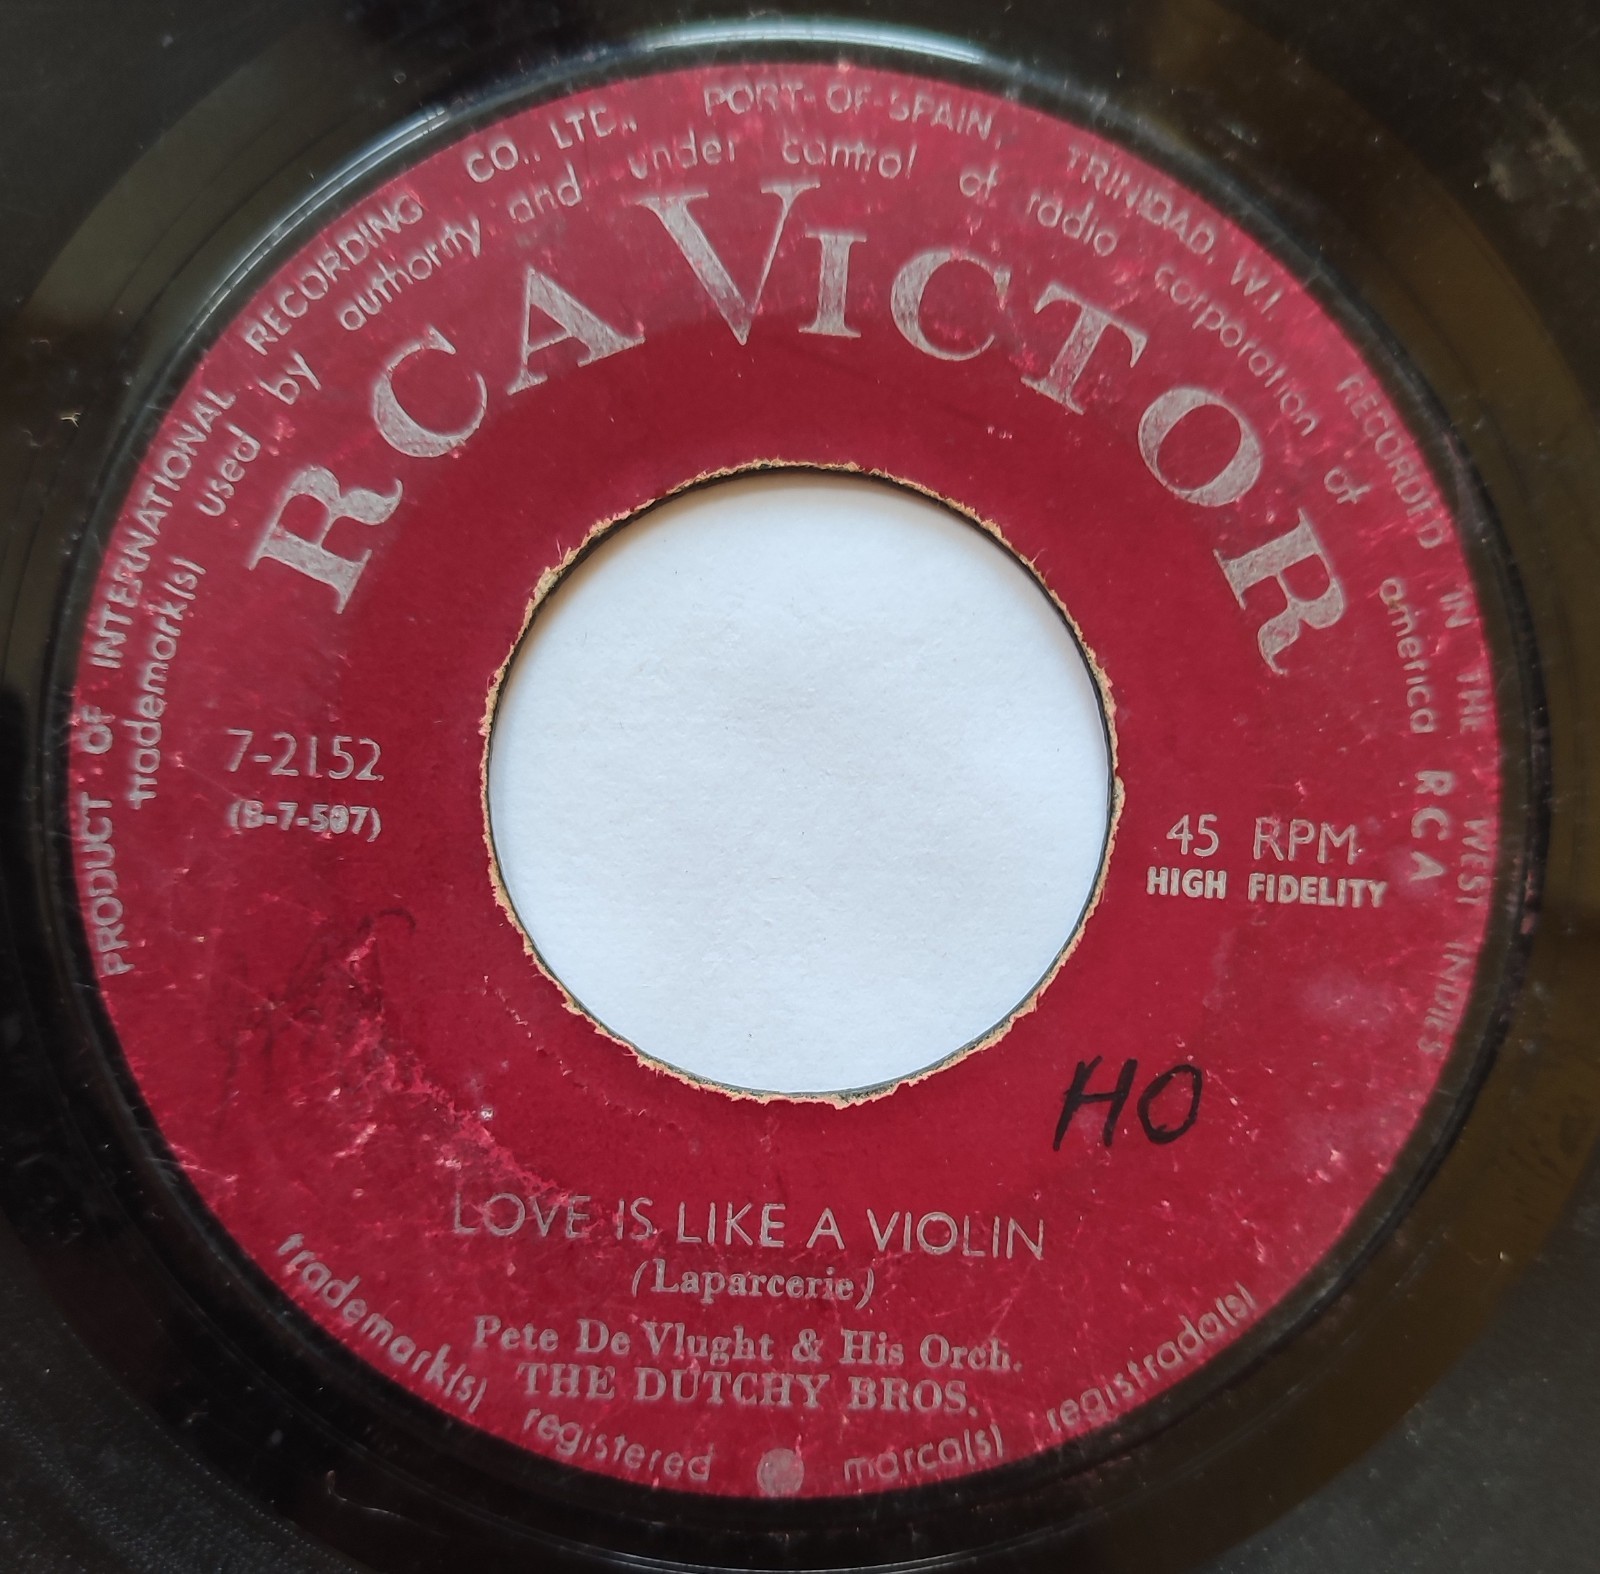 PRODUCT OF INTERNATIONAL RECORDING CO., LTD., PORT-OF-SPAIN, TRINIDAD, W.I. RECORDED IN THE WEST INDIES
trademark(s) used by authority and under control of radio corporation of america RCA
RCA VICTOR
7-2152
(B-7-507)
45 RPM
HIGH FIDELITY
HO
LOVE IS LIKE A VIOLIN
(Laparcerie)
Pete De Vlught & His Orch.
THE DUTCHY BROS.
trademark(s) registered marca(s) registrada(s)